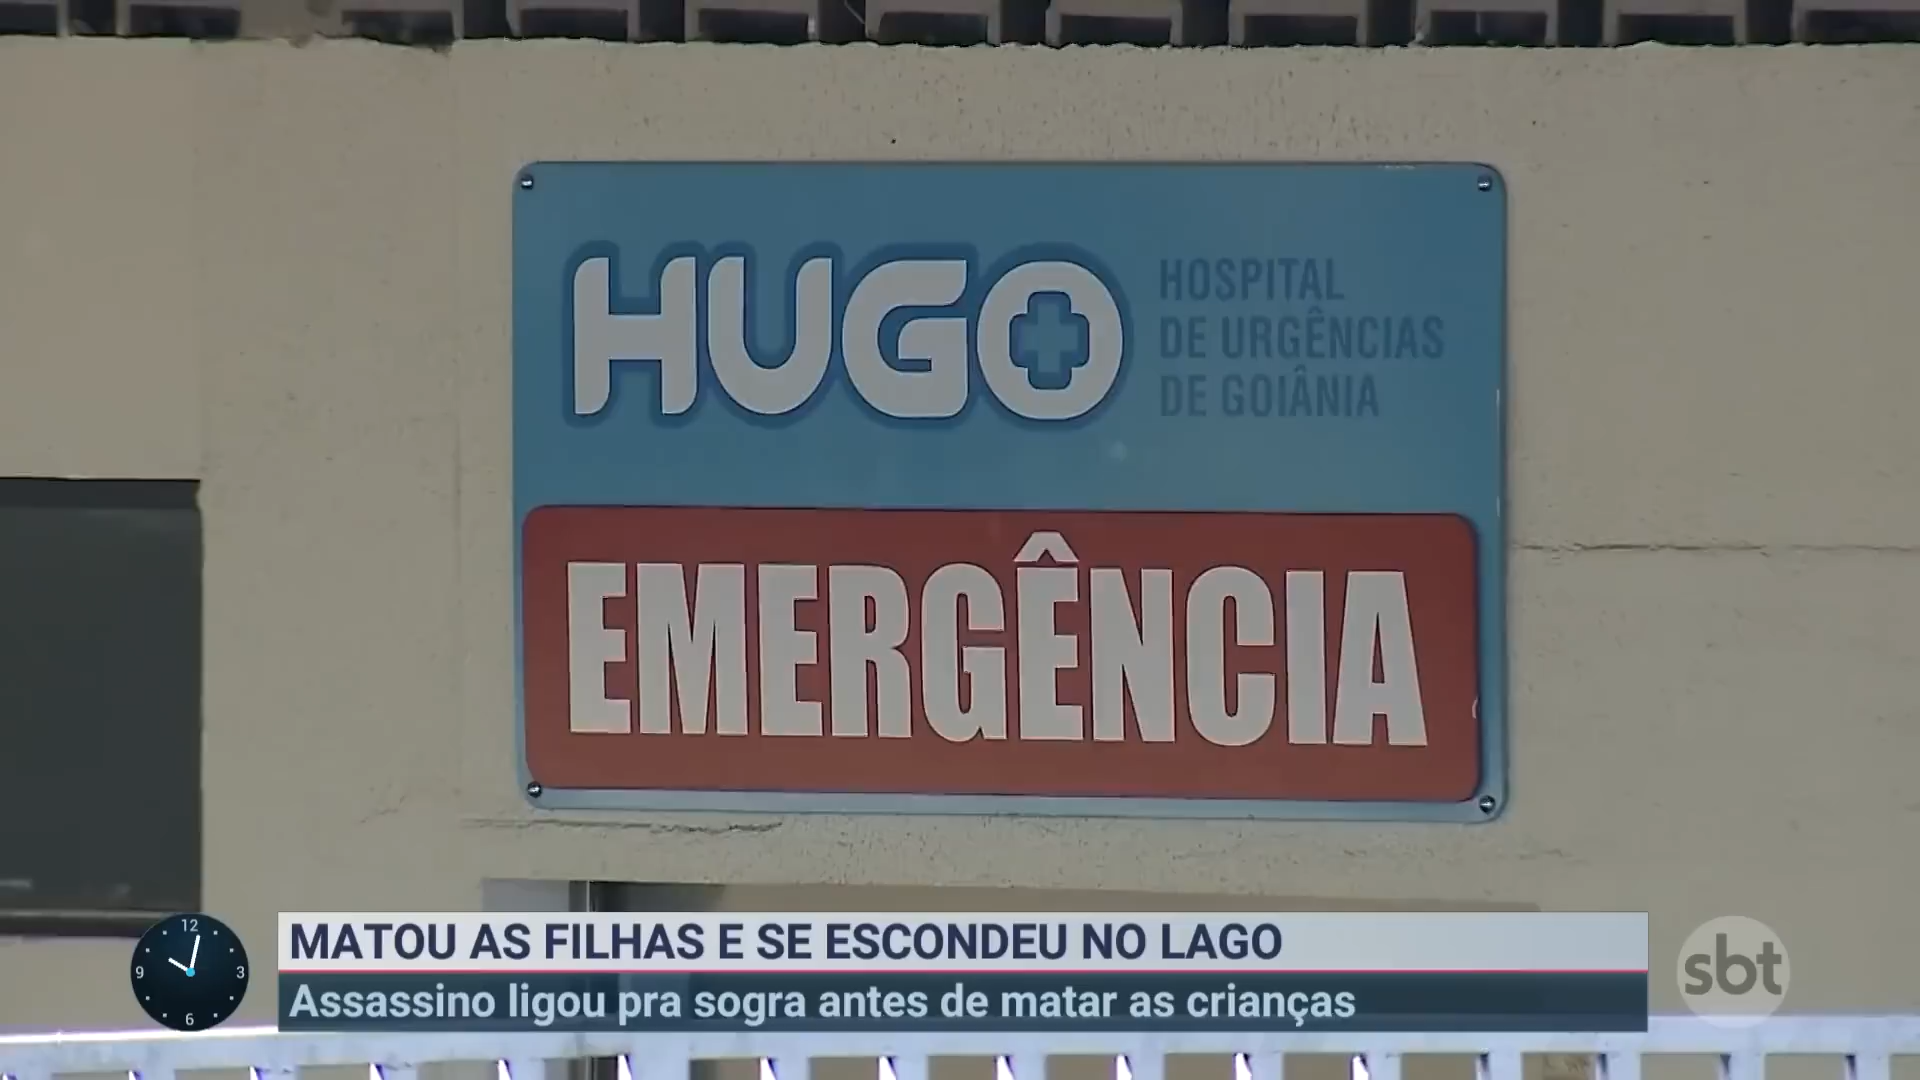 HUGO
HOSPITAL
DE URGÊNCIAS
DE GOIÂNIA
EMERGÊNCIA
12
9
3
6
MATOU AS FILHAS E SE ESCONDEU NO LAGO
Assassino ligou pra sogra antes de matar as crianças
sbt